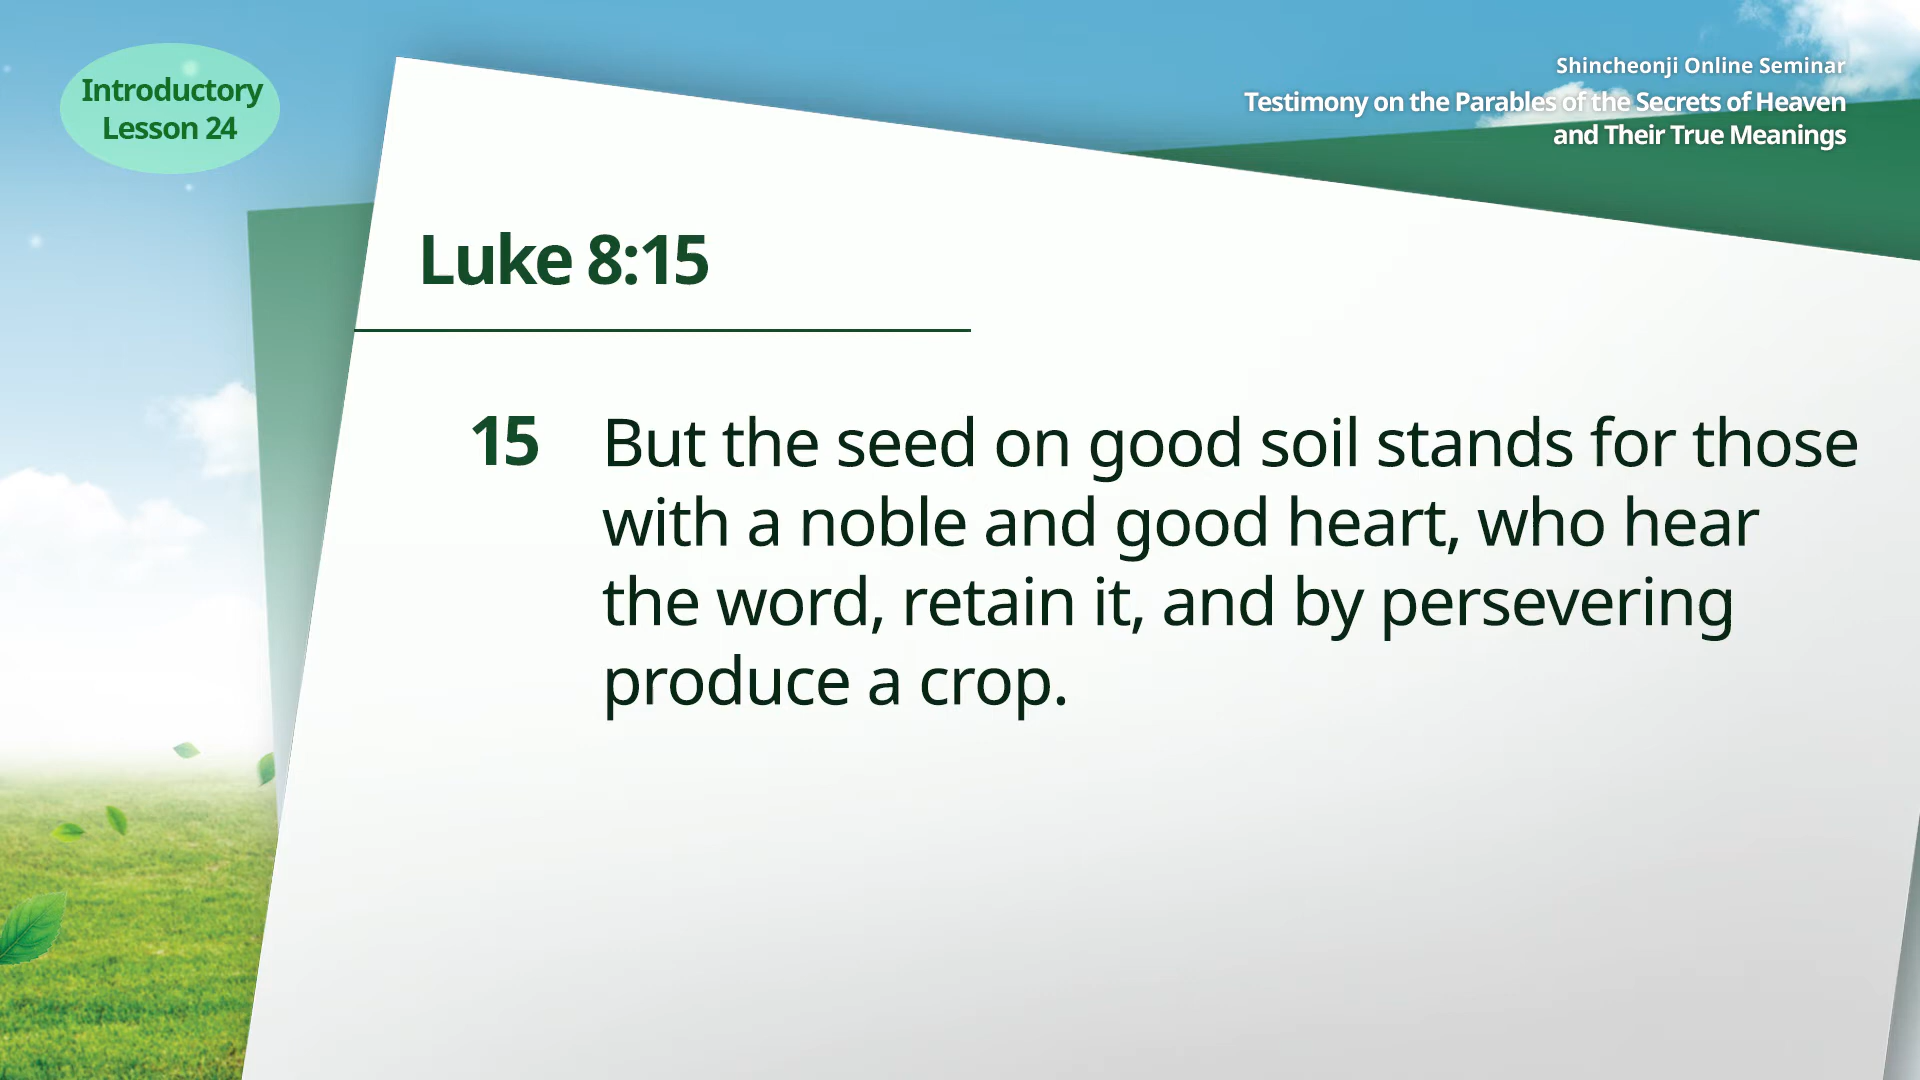 Introductory
Lesson 24
Shincheonji Online Seminar
Testimony on the Parables of the Secrets of Heaven
and Their True Meanings
Luke 8:15
15 But the seed on good soil stands for those
with a noble and good heart, who hear
the word, retain it, and by persevering
produce a crop.